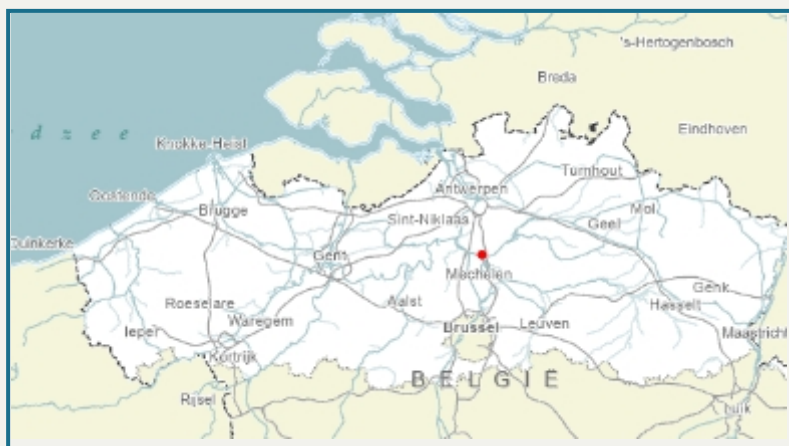 's-Hertogenbosch
Breda
dzee
Eindhoven
Knokke-Heist
Turnhout
Antwerpen
Oostende
Mol
Brugge
Sint-Niklaas
Geel
Duinkerke
Gent
Mechelen
Genk
Roeselare
Aalst
Hasselt
Waregem
Brussel
Leuven
Ieper
Maastricht
Kortrijk
BELGIË
Rijsel
Luik